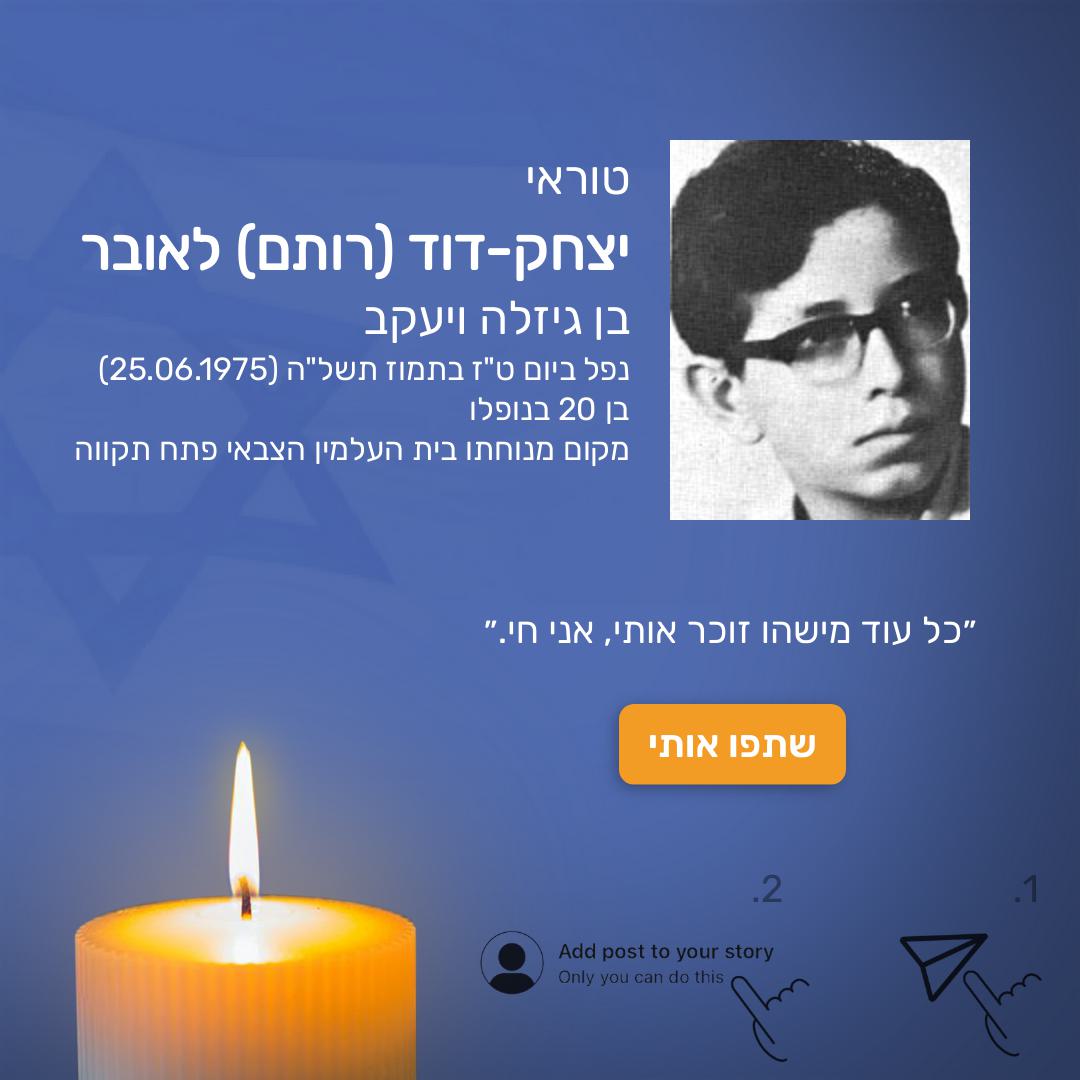 טוראי
יצחק-דוד (רותם) לאובר
בן גיזלה ויעקב
נפל ביום ט"ז בתמוז תשל"ה (25.06.1975)
בן 20 בנופלו
מקום מנוחתו בית העלמין הצבאי פתח תקווה
״כל עוד מישהו זוכר אותי, אני חי.״
שתפו אותי
.1
.2
Add post to your story
Only you can do this